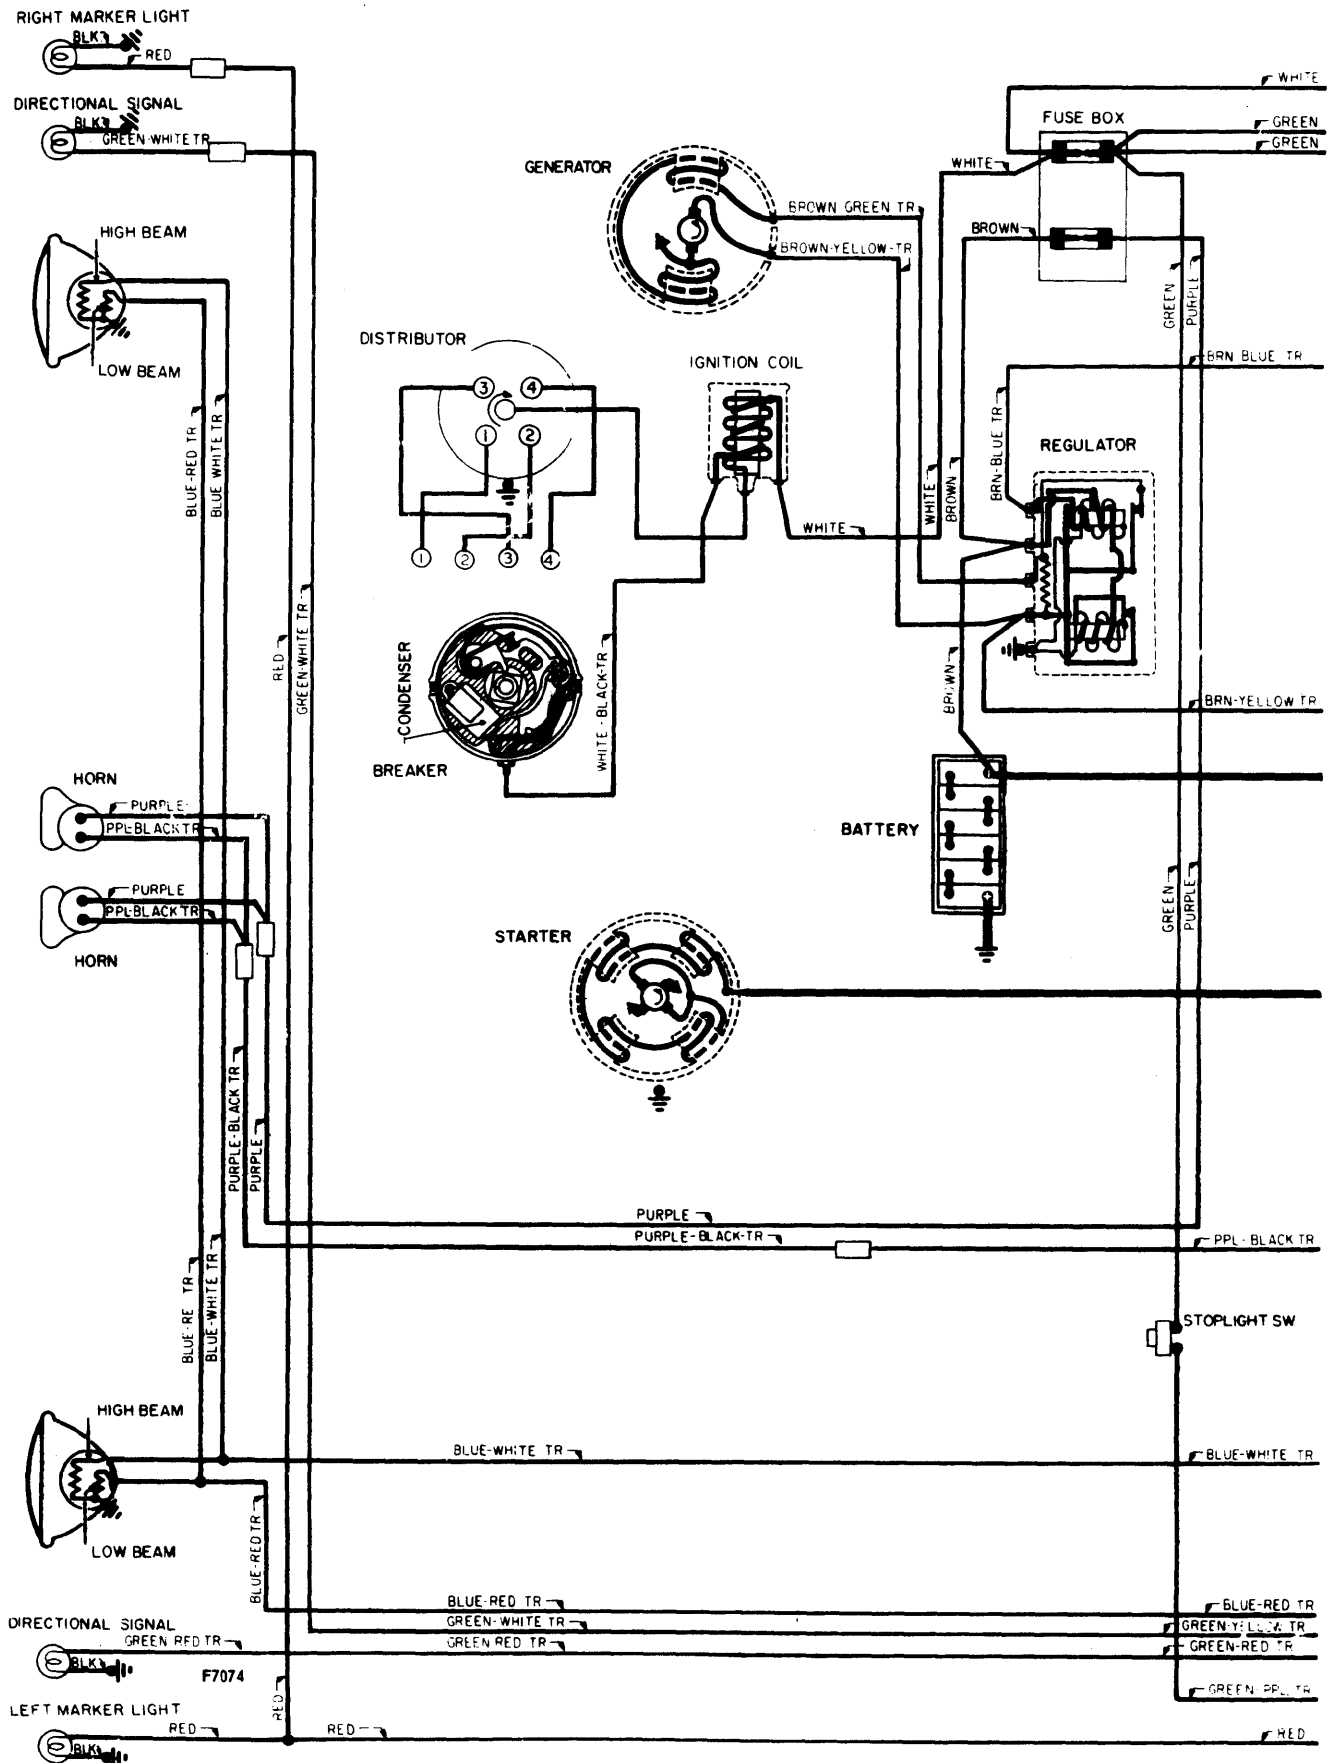 RIGHT MARKER LIGHT
BLK
RED
DIRECTIONAL SIGNAL
BLK
GREEN-WHITE TR
HIGH BEAM
LOW BEAM
BLUE-RED TR
BLUE WHITE TR
GENERATOR
BROWN GREEN TR
BROWN-YELLOW-TR
WHITE
FUSE BOX
GREEN
GREEN
WHITE
BROWN
GREEN
PURPLE
DISTRIBUTOR
3
4
1
2
1
2
3
4
IGNITION COIL
WHITE
WHITE
BROWN
BRN-BLUE TR
BRN BLUE TR
REGULATOR
RED
GREEN-WHITE TR
CONDENSER
BREAKER
WHITE - BLACK-TR
BROWN
BRN-YELLOW TR
HORN
PURPLE
PPL-BLACK TR
PURPLE
PPL-BLACK TR
HORN
BATTERY
STARTER
GREEN
PURPLE
PURPLE-BLACK TR
PURPLE
PURPLE
PURPLE-BLACK-TR
PPL-BLACK TR
BLUE-RE TR
BLUE-WHITE TR
STOPLIGHT SW
HIGH BEAM
LOW BEAM
BLUE-WHITE TR
BLUE-WHITE TR
BLUE-RED TR
BLUE-RED TR
BLUE-RED TR
GREEN-WHITE TR
GREEN-YELLOW TR
DIRECTIONAL SIGNAL
GREEN RED TR
GREEN RED TR
GREEN-RED TR
BLK
F7074
GREEN-PPL TR
LEFT MARKER LIGHT
RED
RED
RED
RED
BLK